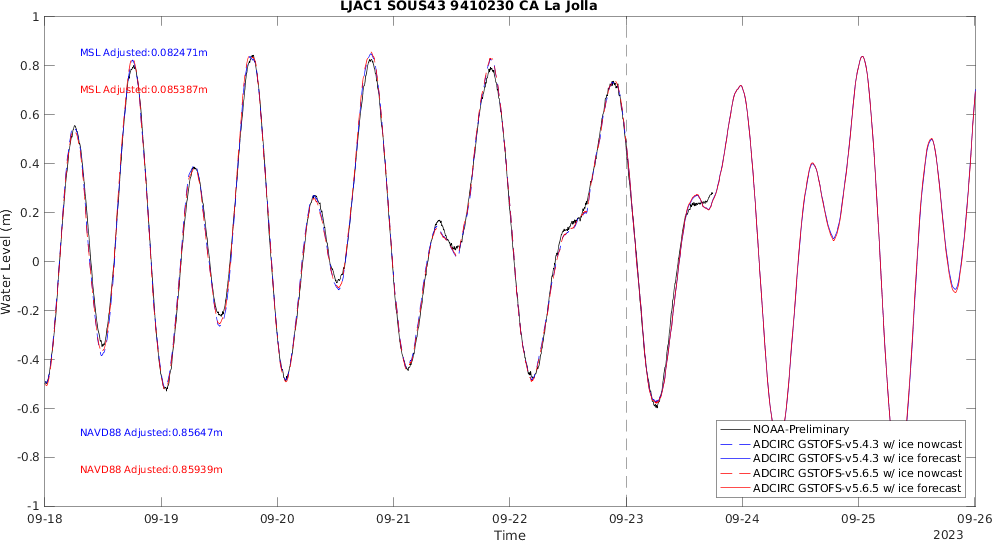 LJAC1 SOUS43 9410230 CA La Jolla
1
0.8
0.6
0.4
0.2
0
-0.2
-0.4
-0.6
-0.8
-1
Water Level (m)
MSL Adjusted:0.082471m
MSL Adjusted:0.085387m
NAVD88 Adjusted:0.85647m
NAVD88 Adjusted:0.85939m
NOAA-Preliminary
ADCIRC GSTOFS-v5.4.3 w/ ice nowcast
ADCIRC GSTOFS-v5.4.3 w/ ice forecast
ADCIRC GSTOFS-v5.6.5 w/ ice nowcast
ADCIRC GSTOFS-v5.6.5 w/ ice forecast
09-18 09-19 09-20 09-21 09-22 09-23 09-24 09-25 09-26
Time
2023